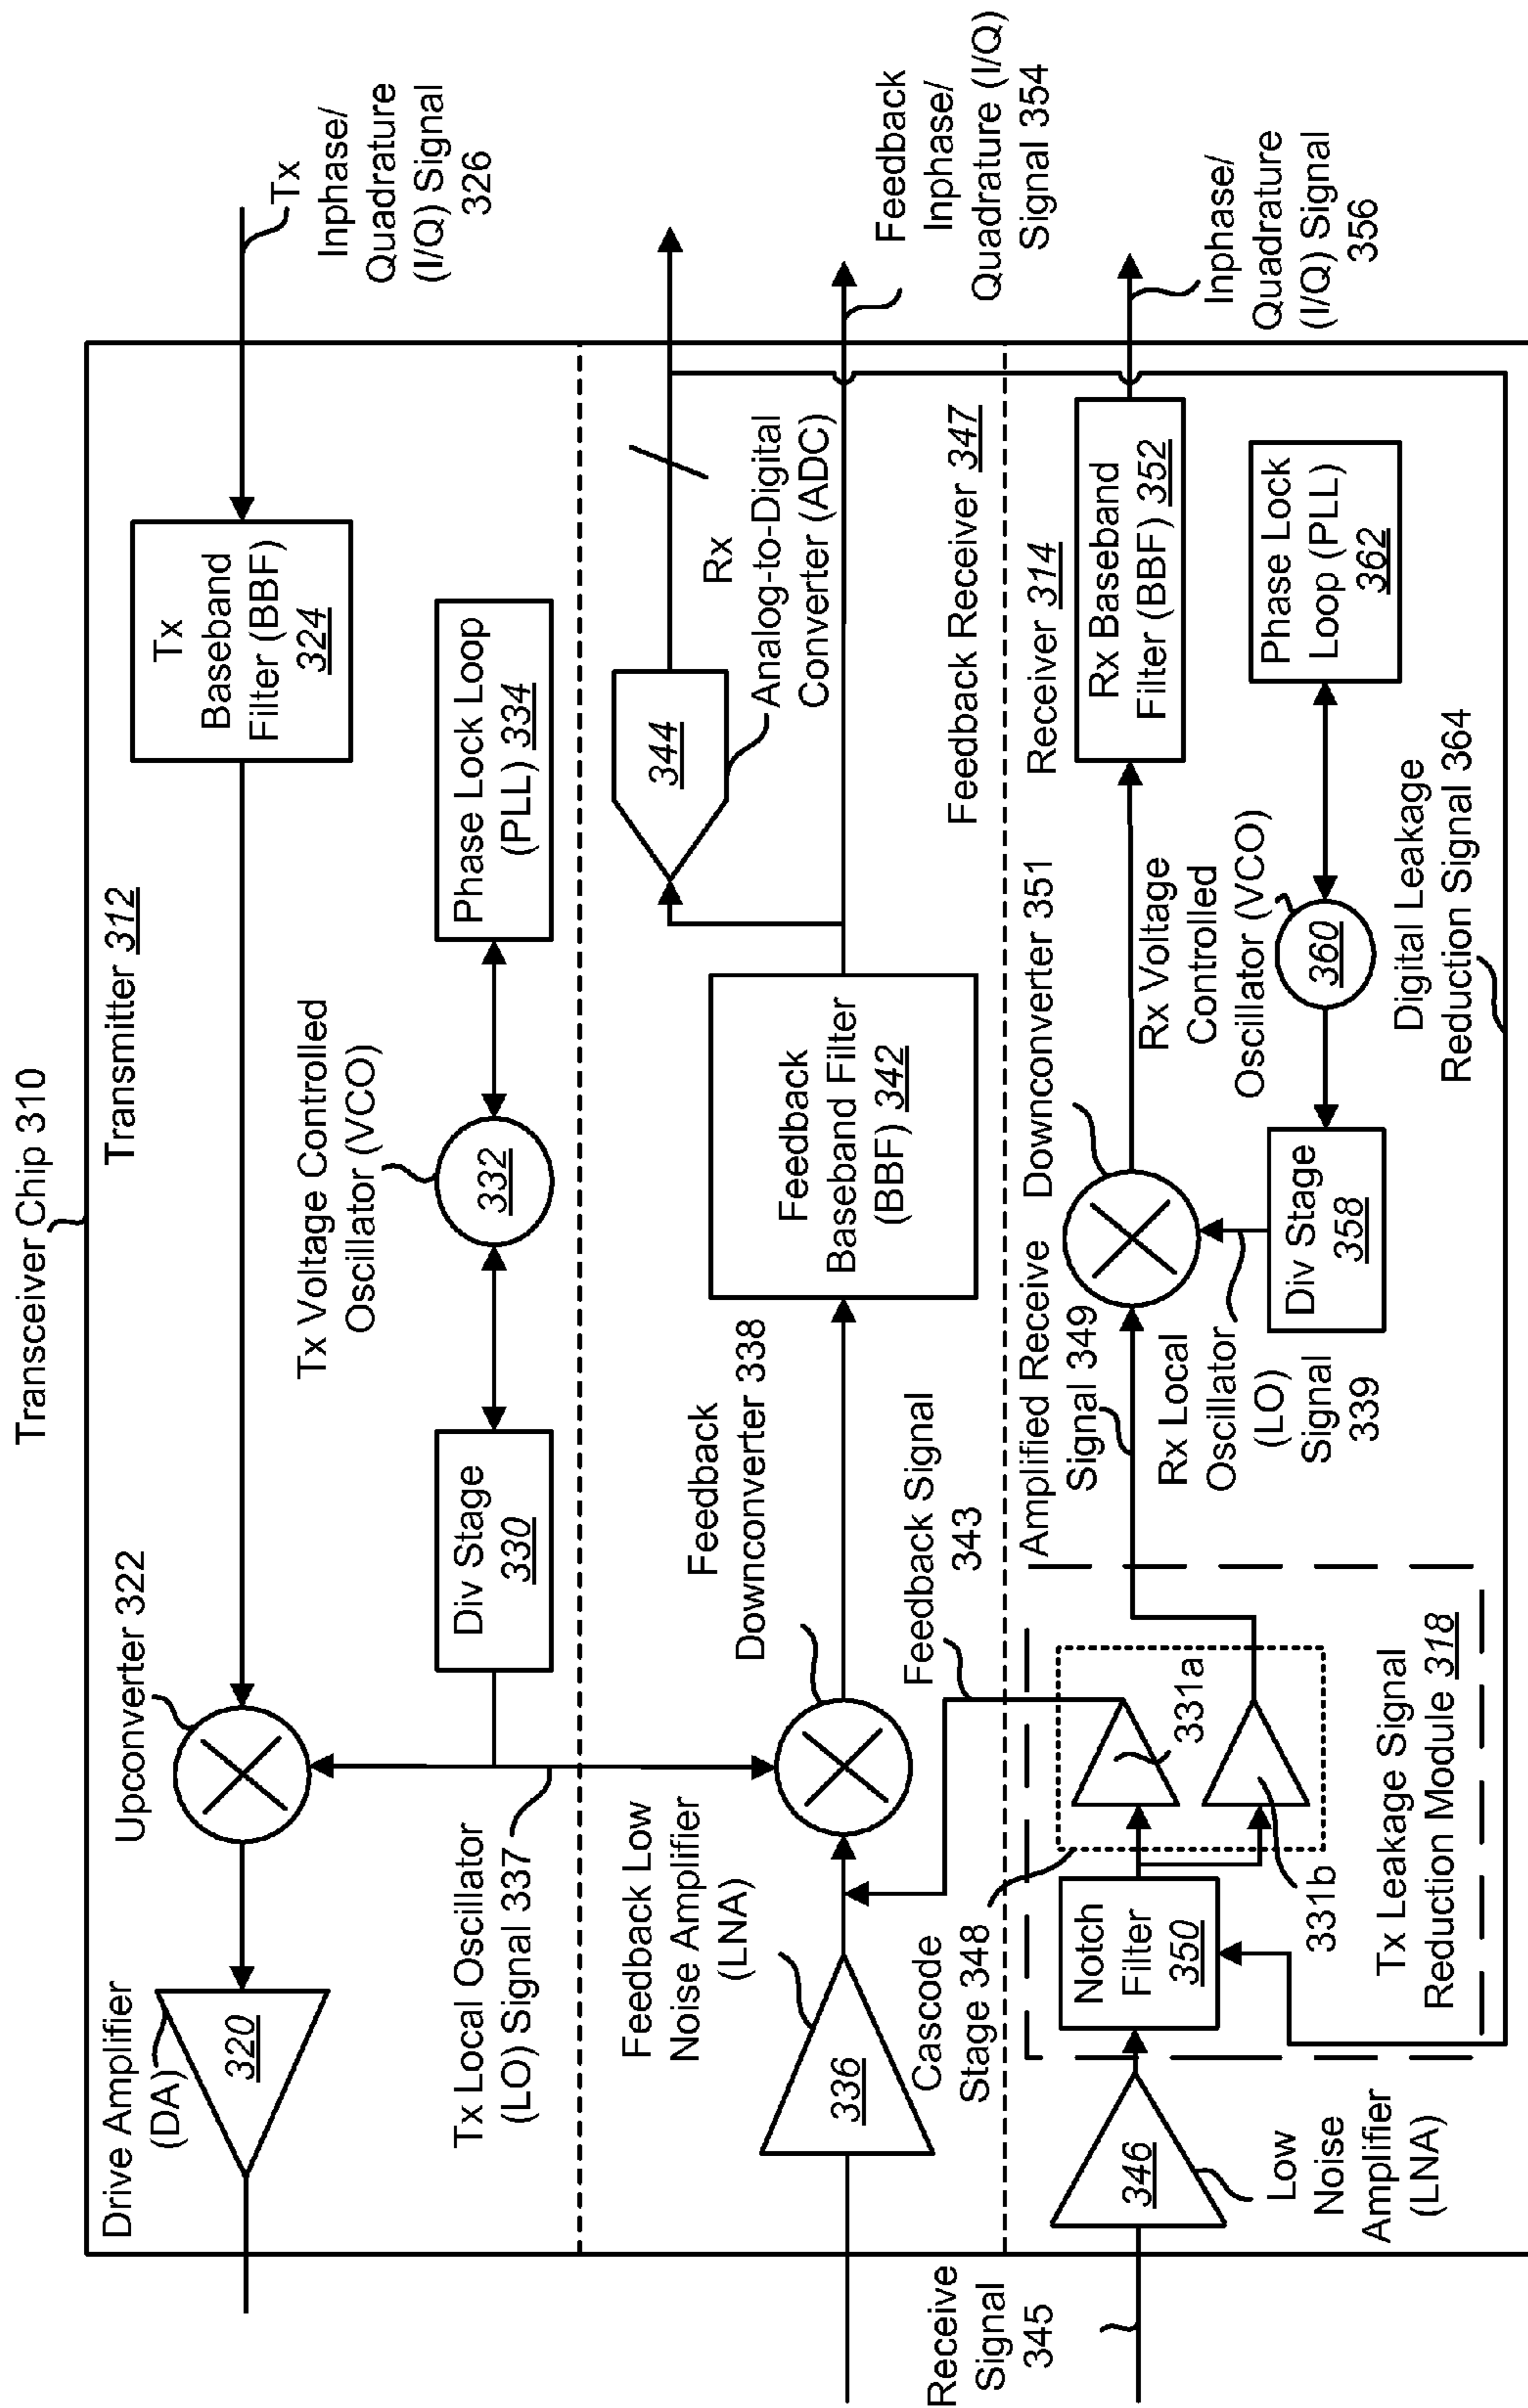 Transceiver Chip 310
Transmitter 312
Drive Amplifier
(DA)
320
Upconverter 322
Tx
Baseband
Filter (BBF)
324
Tx
Inphase/
Quadrature
(I/Q) Signal
326
Tx Voltage Controlled
Oscillator (VCO)
Tx Local Oscillator
(LO) Signal 337
Div Stage
330
332
Phase Lock Loop
(PLL) 334
Feedback Low
Noise Amplifier
(LNA)
336
Feedback
Downconverter 338
Feedback
Baseband Filter
(BBF) 342
344
Rx
Analog-to-Digital
Converter (ADC)
Feedback
Inphase/
Quadrature (I/Q)
Signal 354
Cascode
Stage 348
Feedback Signal
343
Feedback Receiver 347
Receive
Signal
345
346
Low
Noise
Amplifier
(LNA)
Notch
Filter
350
331a
331b
Tx Leakage Signal
Reduction Module 318
Amplified Receive
Signal 349
Downconverter 351
Receiver 314
Rx Baseband
Filter (BBF) 352
Inphase/
Quadrature
(I/Q) Signal
356
Rx Local
Oscillator
(LO)
Signal
339
Div Stage
358
Rx Voltage
Controlled
Oscillator (VCO)
360
Phase Lock
Loop (PLL)
362
Digital Leakage
Reduction Signal 364